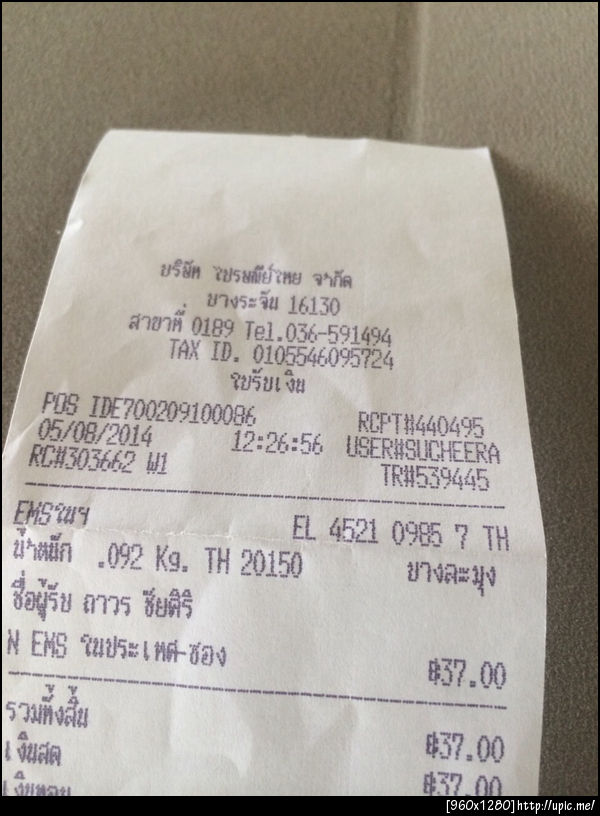 บริษัท ไปรษณีย์ไทย จำกัด
บางระจัน 16130
สาขาที่ 0189 Tel.036-591494
TAX ID. 0105546095724
ใบรับเงิน
POS IDE700209100086 RCPT#440495
05/08/2014 12:26:56 USER#SUCHEERA
RC#303662 W1 TR#539445
EMSในฯ EL 4521 0985 7 TH
น้ำหนัก .092 Kg. TH 20150 บางละมุง
ชื่อผู้รับ ถาวร ชัยศิริ
N EMS ในประเทศ-ซอง ฿37.00
รวมทั้งสิ้น ฿37.00
เงินสด ฿37.00
เงินทอน
[960x1280]http://upic.me/